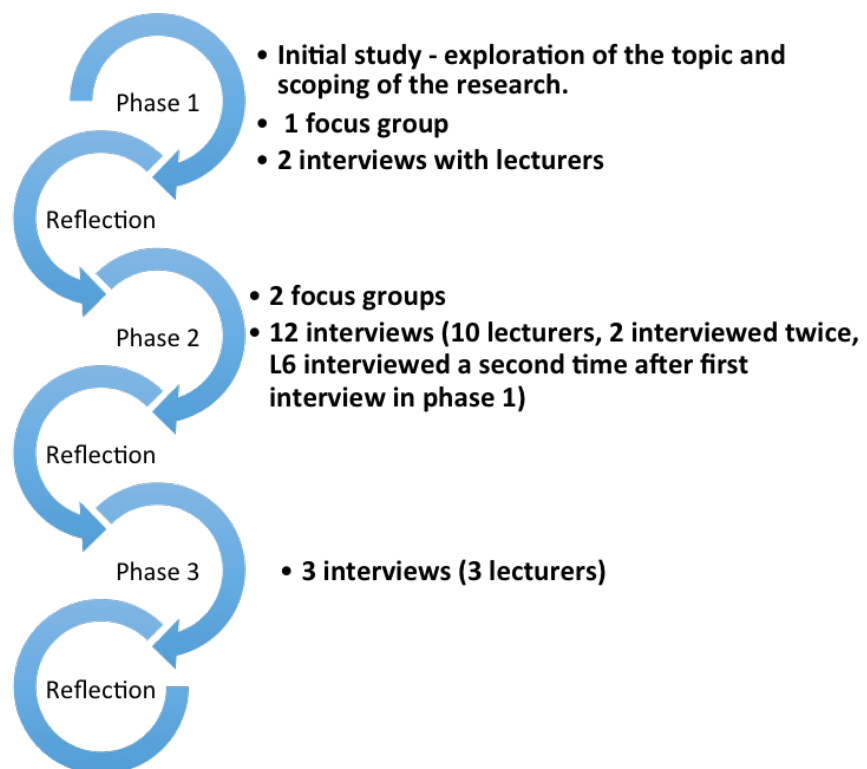 Phase 1
• Initial study - exploration of the topic and
scoping of the research.
• 1 focus group
• 2 interviews with lecturers
Reflection
Phase 2
• 2 focus groups
• 12 interviews (10 lecturers, 2 interviewed twice,
L6 interviewed a second time after first
interview in phase 1)
Reflection
Phase 3
• 3 interviews (3 lecturers)
Reflection